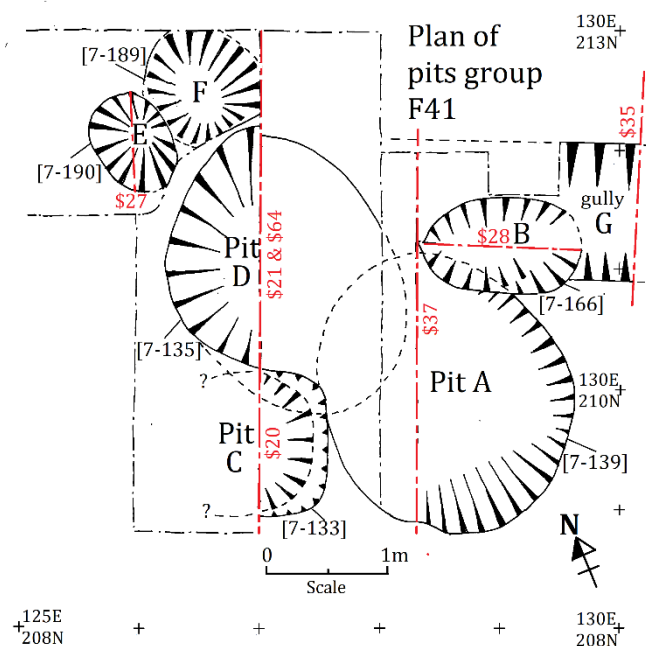 130E
213N
Plan of
pits group
F41
[7-189]
F
E
[7-190]
$27
$35
gully
G
$28
B
[7-166]
Pit
D
$21 & $64
$37
[7-135]
?
Pit A
130E
210N
Pit
C
$20
[7-139]
?
[7-133]
N
0
1m
Scale
125E
208N
130E
208N